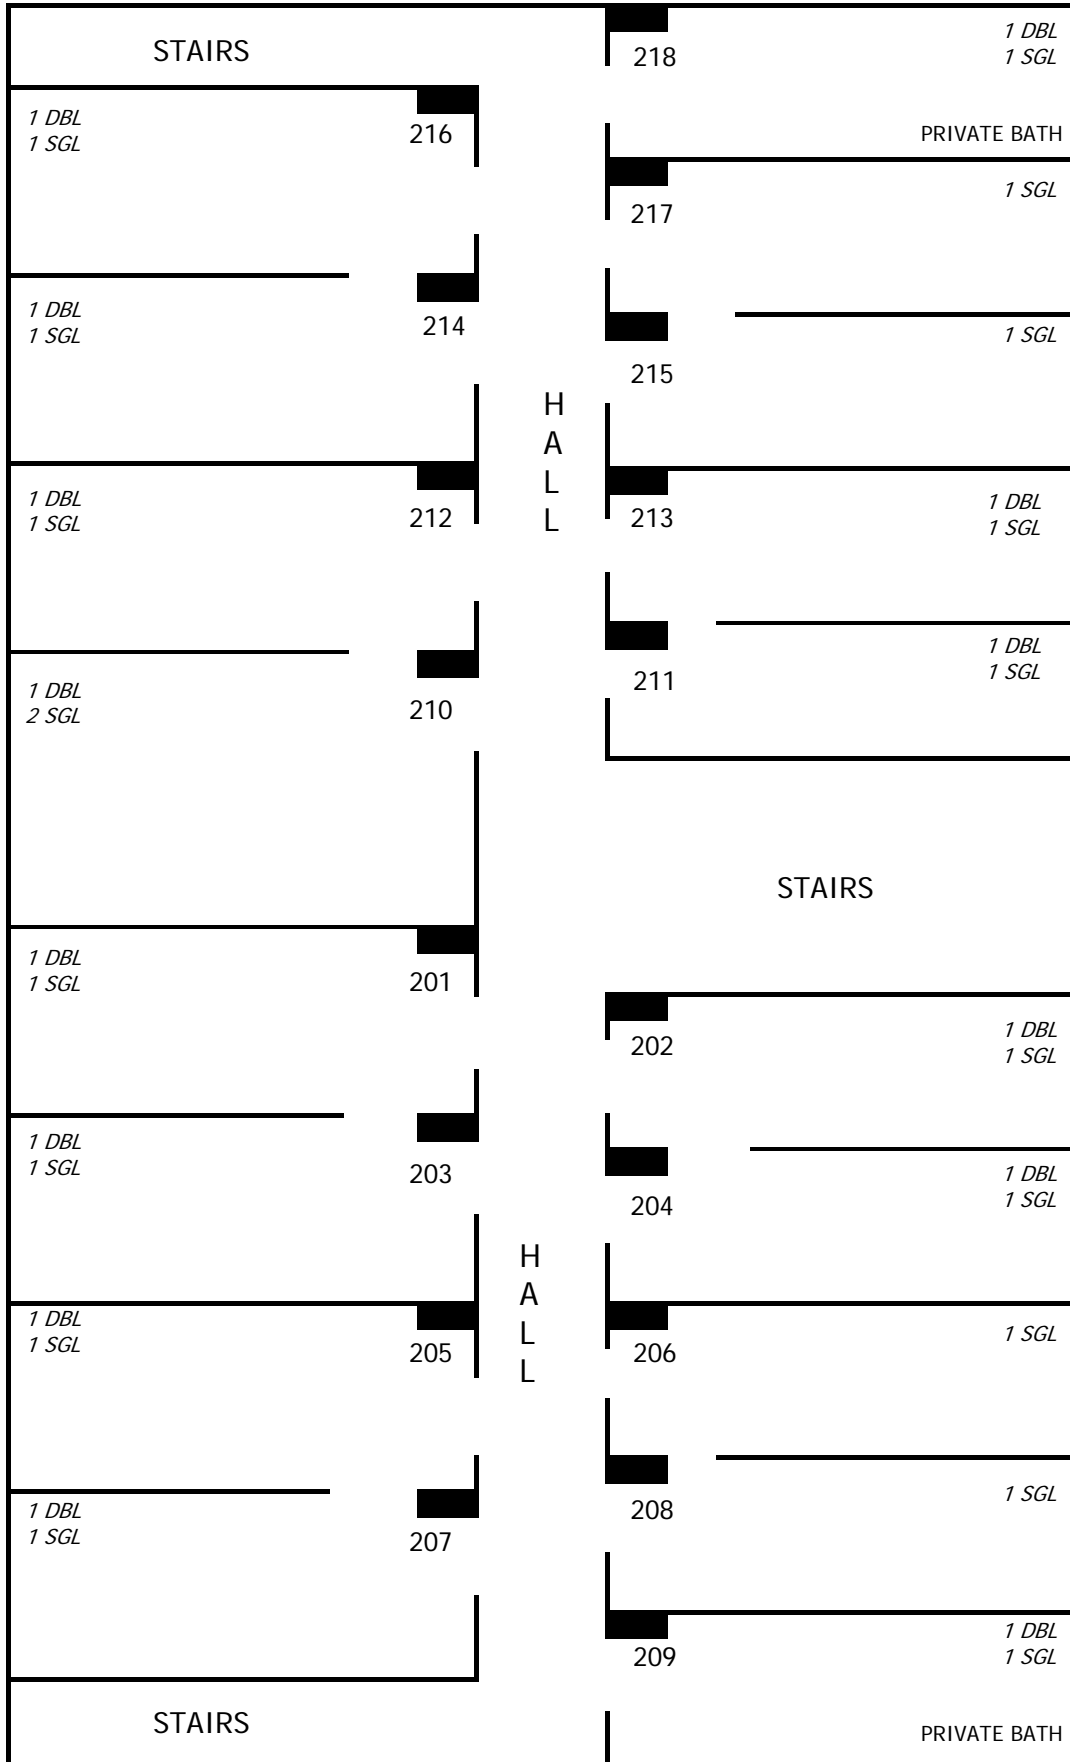 STAIRS
218
1 DBL
1 SGL
PRIVATE BATH
1 DBL
1 SGL
216
217
1 SGL
1 DBL
1 SGL
214
215
1 SGL
H
A
L
L
1 DBL
1 SGL
212
213
1 DBL
1 SGL
1 DBL
2 SGL
210
211
1 DBL
1 SGL
STAIRS
1 DBL
1 SGL
201
202
1 DBL
1 SGL
1 DBL
1 SGL
203
204
1 DBL
1 SGL
H
A
L
L
1 DBL
1 SGL
205
206
1 SGL
1 DBL
1 SGL
207
208
1 SGL
209
1 DBL
1 SGL
STAIRS
PRIVATE BATH